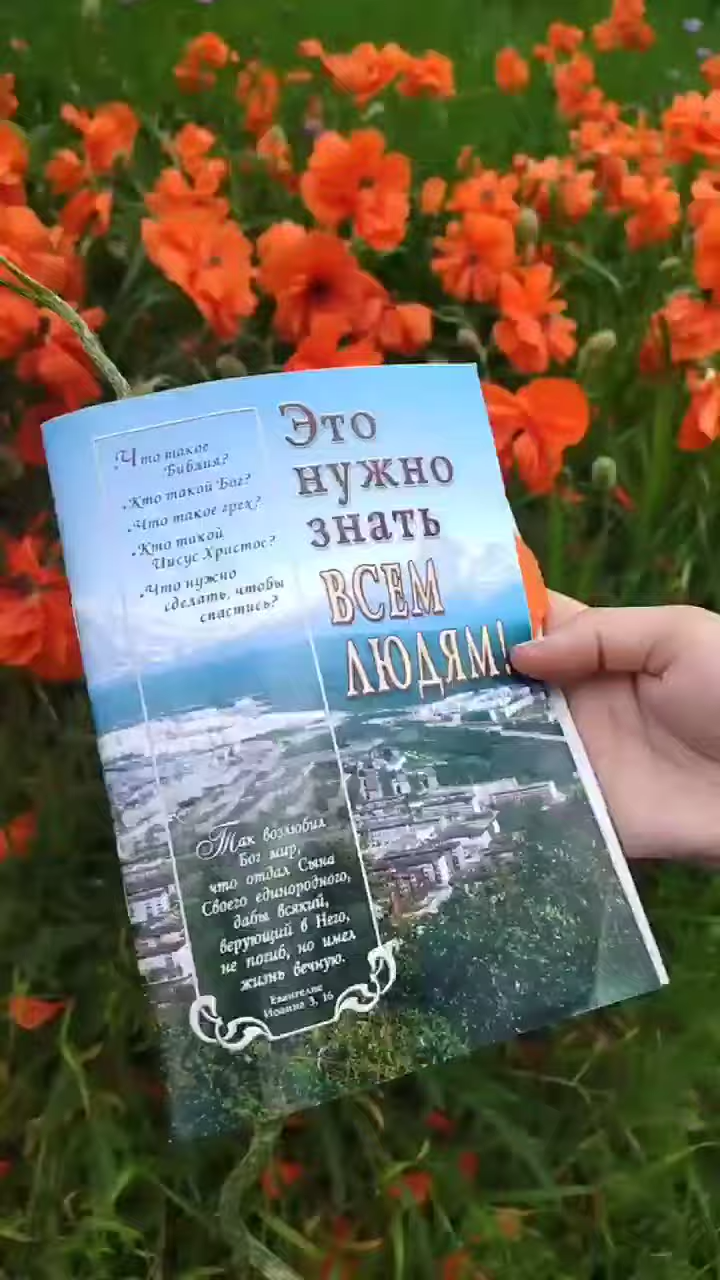 •Что такое
Библия?
•Кто такой Бог?
•Что такое грех?
•Кто такой
Иисус Христос?
•Что нужно
сделать, чтобы
спастись?
Это
нужно
знать
ВСЕМ
ЛЮДЯМ!
Так возлюбил
Бог мир,
что отдал Сына
Своего единородного,
дабы всякий,
верующий в Него,
не погиб, но имел
жизнь вечную.
Евангелие
Иоанна 3, 16